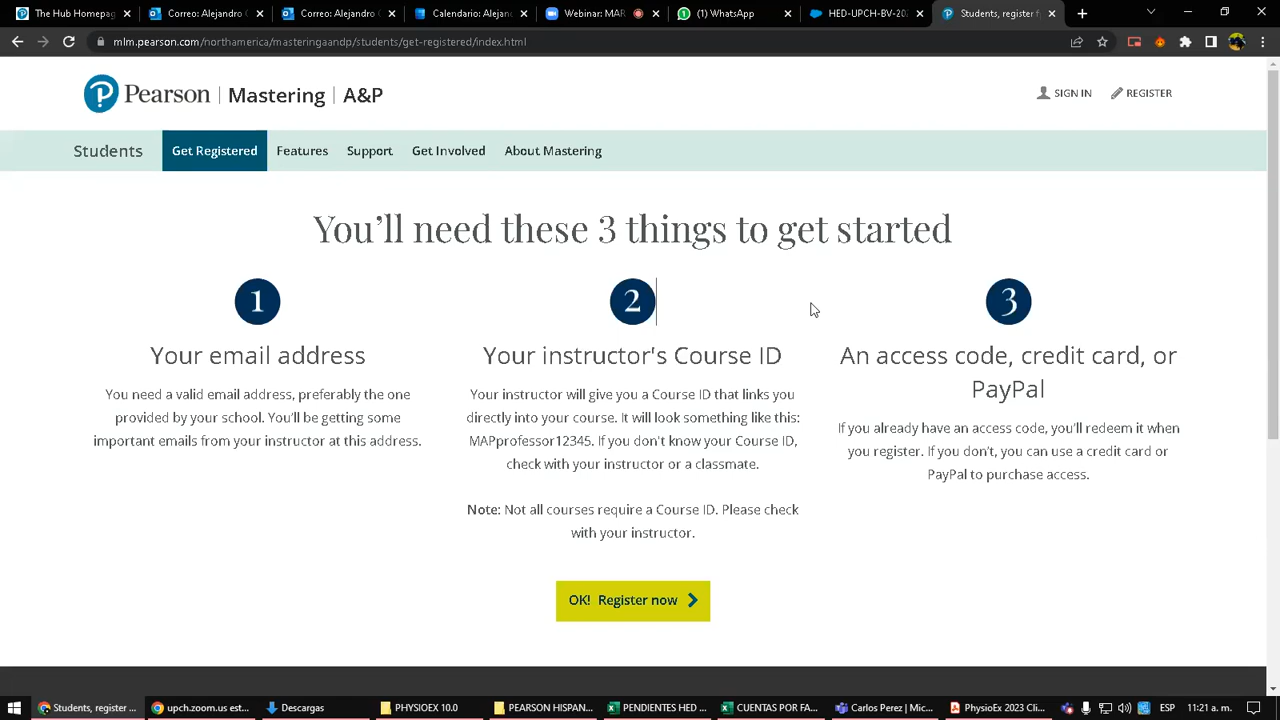 The Hub Homepag
Correo: Alejandro C
Correo: Alejandro C
Calendario: Alejan
Webinar: MAR
(3) WhatsApp
HED-UPCH-BV-202
Students, register f
mlm.pearson.com/northamerica/masteringaandp/students/get-registered/index.html
Pearson | Mastering | A&P
SIGN IN
REGISTER
Students
Get Registered
Features
Support
Get Involved
About Mastering
You'll need these 3 things to get started
1
Your email address
You need a valid email address, preferably the one
provided by your school. You'll be getting some
important emails from your instructor at this address.
2
Your instructor's Course ID
Your instructor will give you a Course ID that links you
directly into your course. It will look something like this:
MAPprofessor12345. If you don't know your Course ID,
check with your instructor or a classmate.
Note: Not all courses require a Course ID. Please check
with your instructor.
3
An access code, credit card, or
PayPal
If you already have an access code, you'll redeem it when
you register. If you don't, you can use a credit card or
PayPal to purchase access.
OK! Register now
Students, register ...
upch.zoom.us est...
Descargas
PHYSIOEX 10.0
PEARSON HISPAN...
PENDIENTES HED ...
CUENTAS POR FA...
Carlos Perez | Mic...
PhysioEx 2023 Cli...
ESP
11:21 a. m.